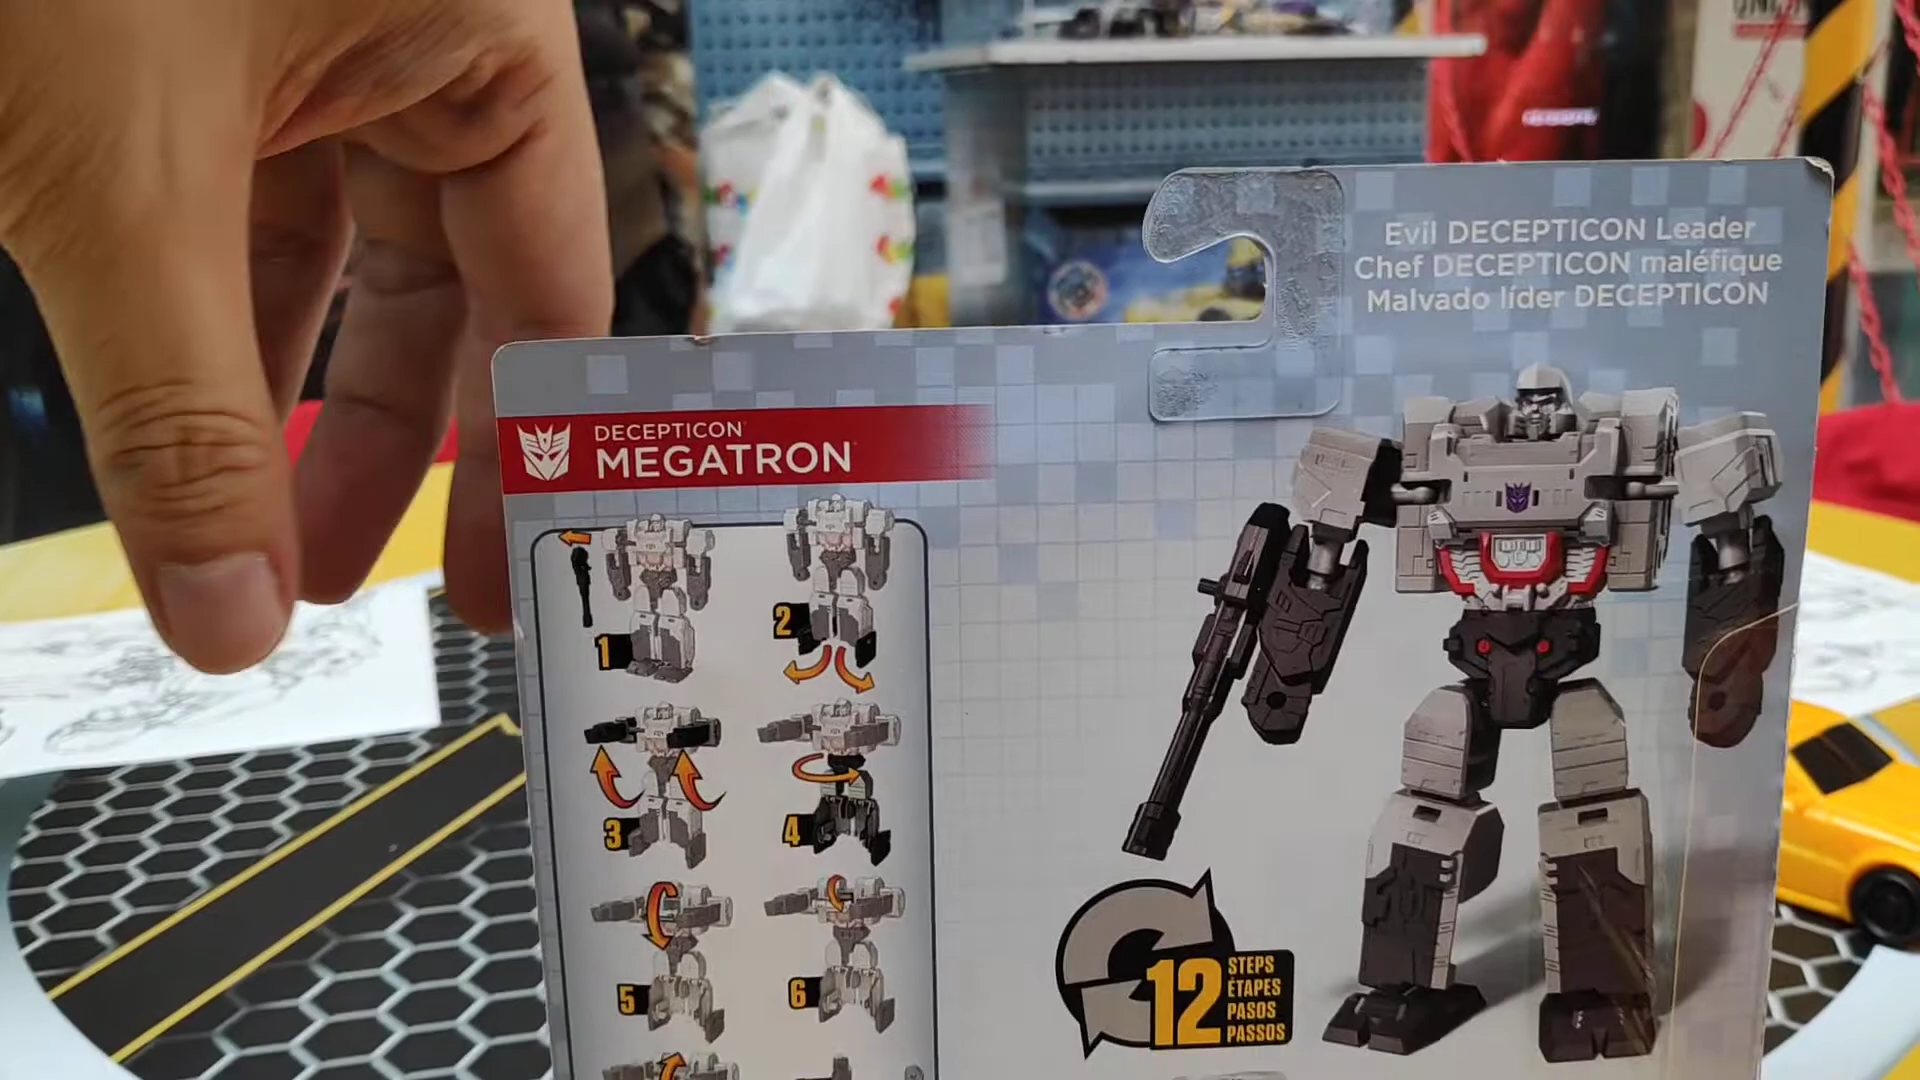 Evil DECEPTICON Leader
Chef DECEPTICON maléfique
Malvado líder DECEPTICON
DECEPTICON
MEGATRON
1
2
3
4
5
6
12
STEPS
ÉTAPES
PASOS
PASSOS